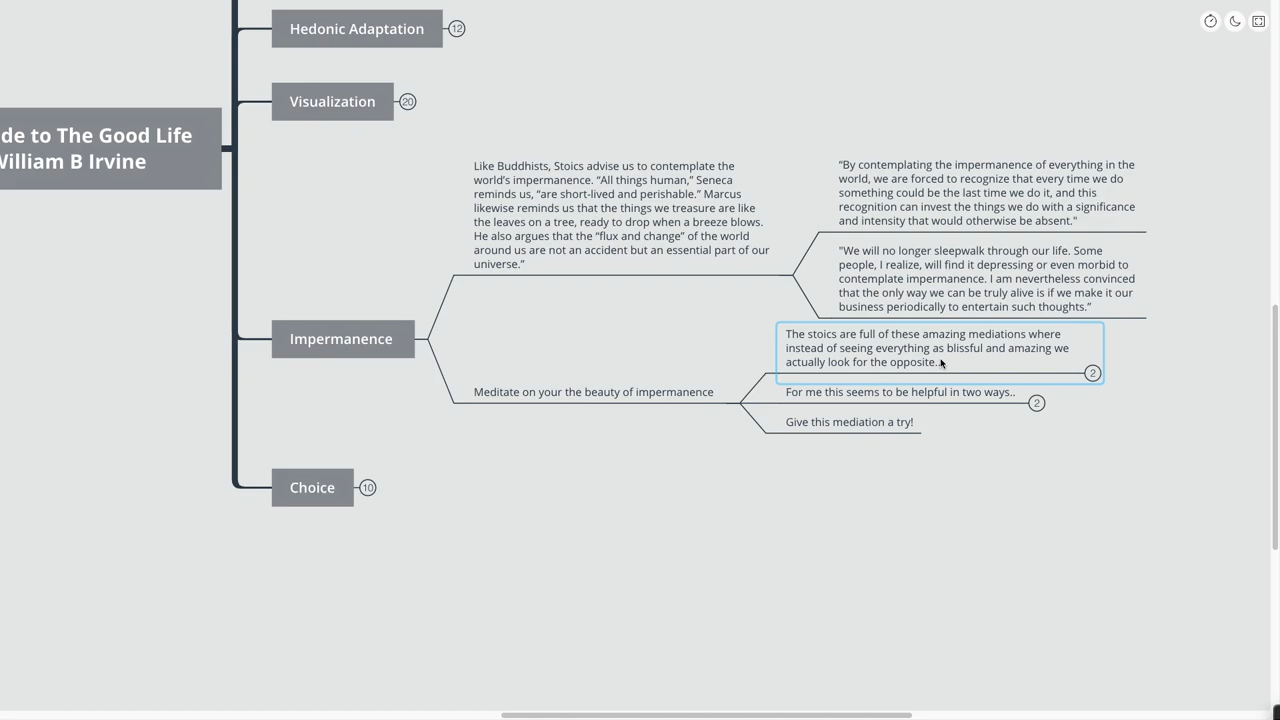 Hedonic Adaptation
12
Visualization
20
de to The Good Life
William B Irvine
Like Buddhists, Stoics advise us to contemplate the
world’s impermanence. “All things human,” Seneca
reminds us, “are short-lived and perishable.” Marcus
likewise reminds us that the things we treasure are like
the leaves on a tree, ready to drop when a breeze blows.
He also argues that the “flux and change” of the world
around us are not an accident but an essential part of our
universe.”
“By contemplating the impermanence of everything in the
world, we are forced to recognize that every time we do
something could be the last time we do it, and this
recognition can invest the things we do with a significance
and intensity that would otherwise be absent."
"We will no longer sleepwalk through our life. Some
people, I realize, will find it depressing or even morbid to
contemplate impermanence. I am nevertheless convinced
that the only way we can be truly alive is if we make it our
business periodically to entertain such thoughts.”
Impermanence
The stoics are full of these amazing mediations where
instead of seeing everything as blissful and amazing we
actually look for the opposite..
2
Meditate on your the beauty of impermanence
For me this seems to be helpful in two ways..
2
Give this mediation a try!
Choice
10